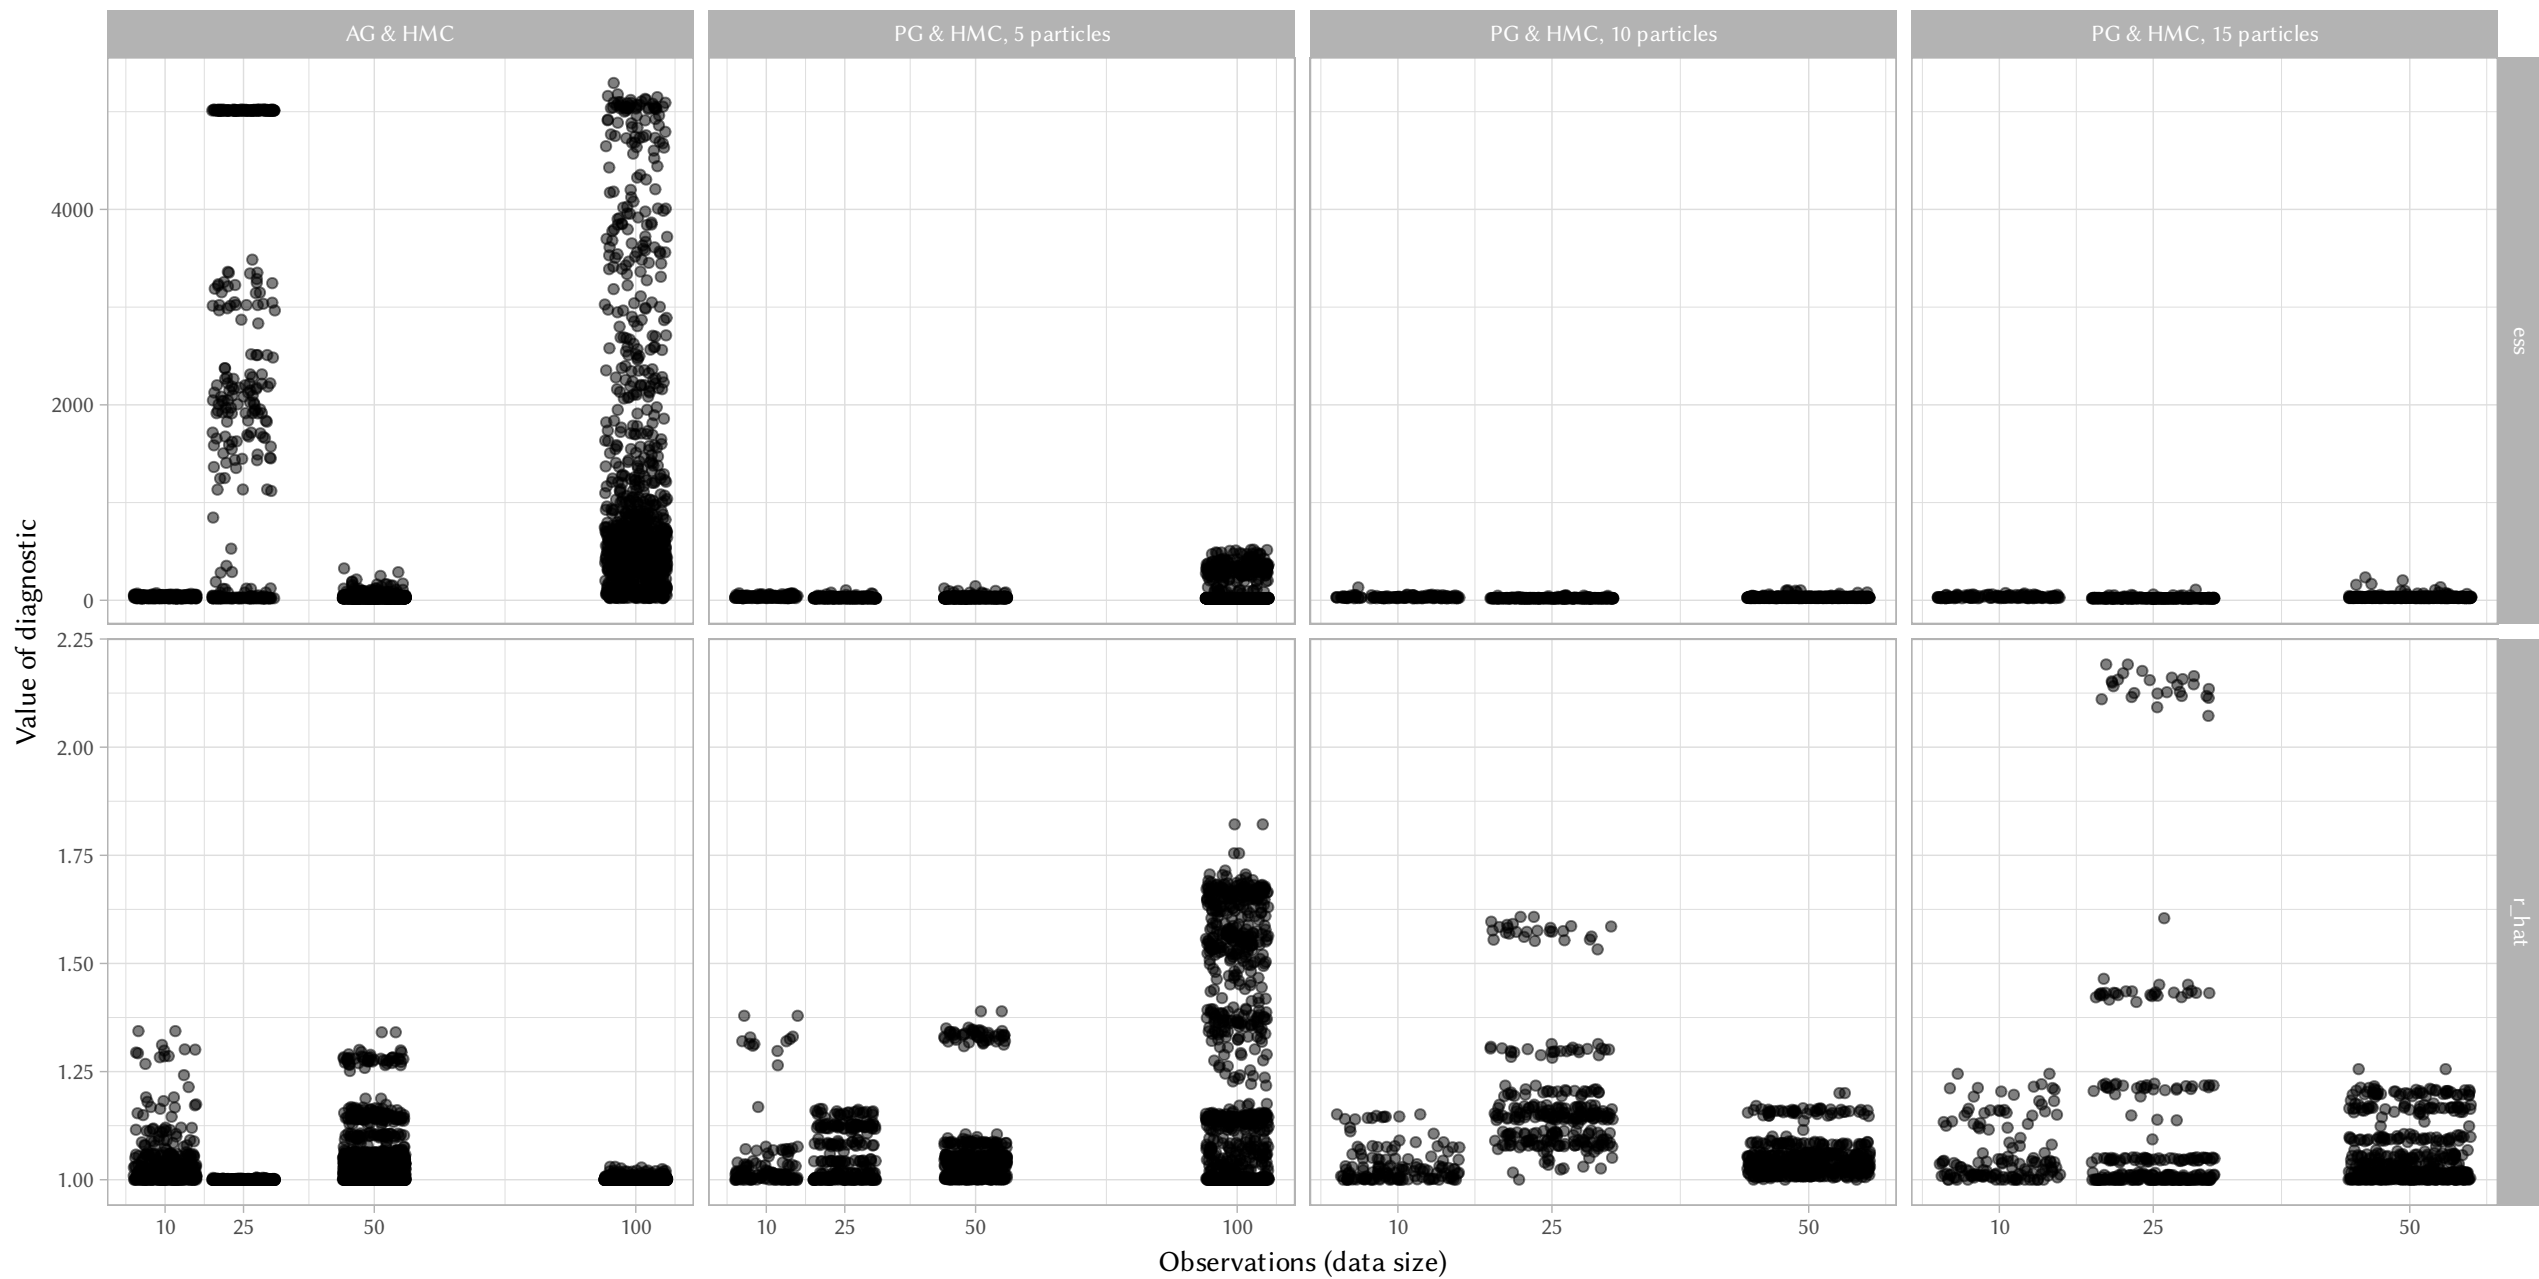 AG & HMC
PG & HMC, 5 particles
PG & HMC, 10 particles
PG & HMC, 15 particles
4000
2000
0
ess
Value of diagnostic
2.25
2.00
1.75
1.50
1.25
1.00
r_hat
10 25 50 100
10 25 50 100
10 25 50
10 25 50
Observations (data size)